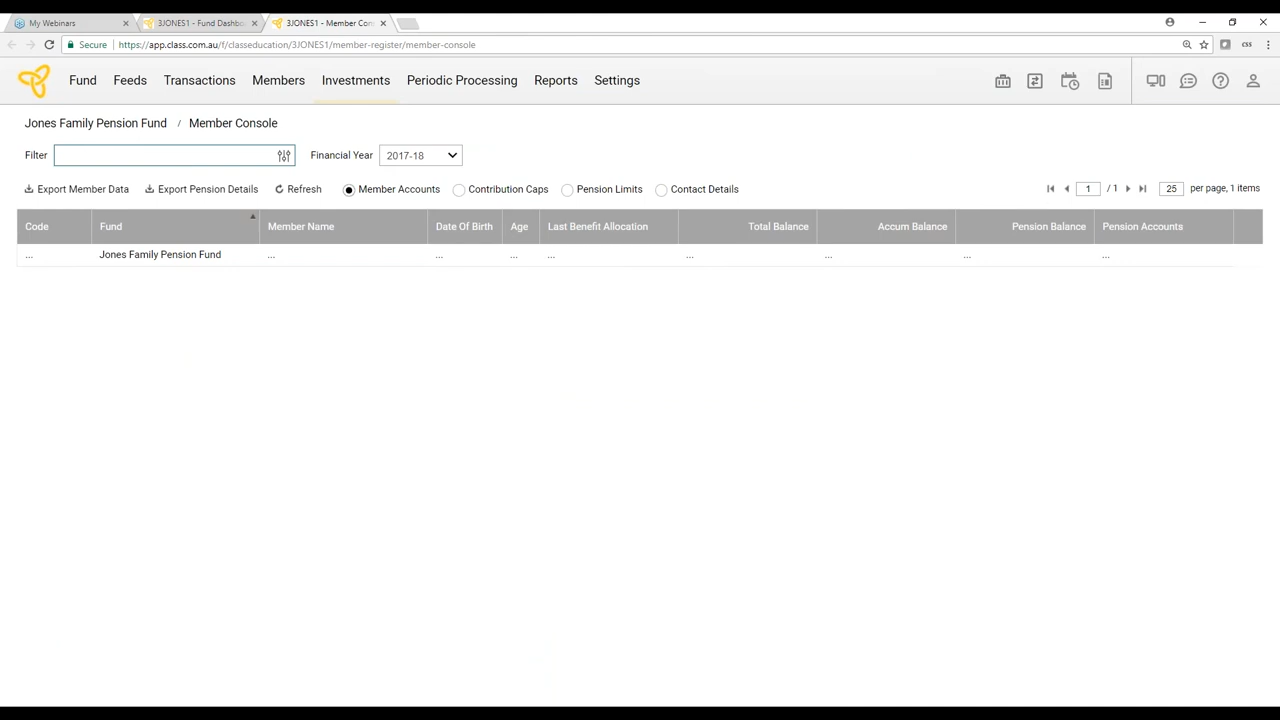 My Webinars 3JONES1 - Fund Dashbo 3JONES1 - Member Con
Secure https://app.class.com.au/f/classeducation/3JONES1/member-register/member-console css
Fund Feeds Transactions Members Investments Periodic Processing Reports Settings
Jones Family Pension Fund / Member Console
Filter Financial Year 2017-18
Export Member Data Export Pension Details Refresh Member Accounts Contribution Caps Pension Limits Contact Details 1 / 1 25 per page, 1 items
Code Fund Member Name Date Of Birth Age Last Benefit Allocation Total Balance Accum Balance Pension Balance Pension Accounts
... Jones Family Pension Fund ... ... ... ... ... ... ... ...